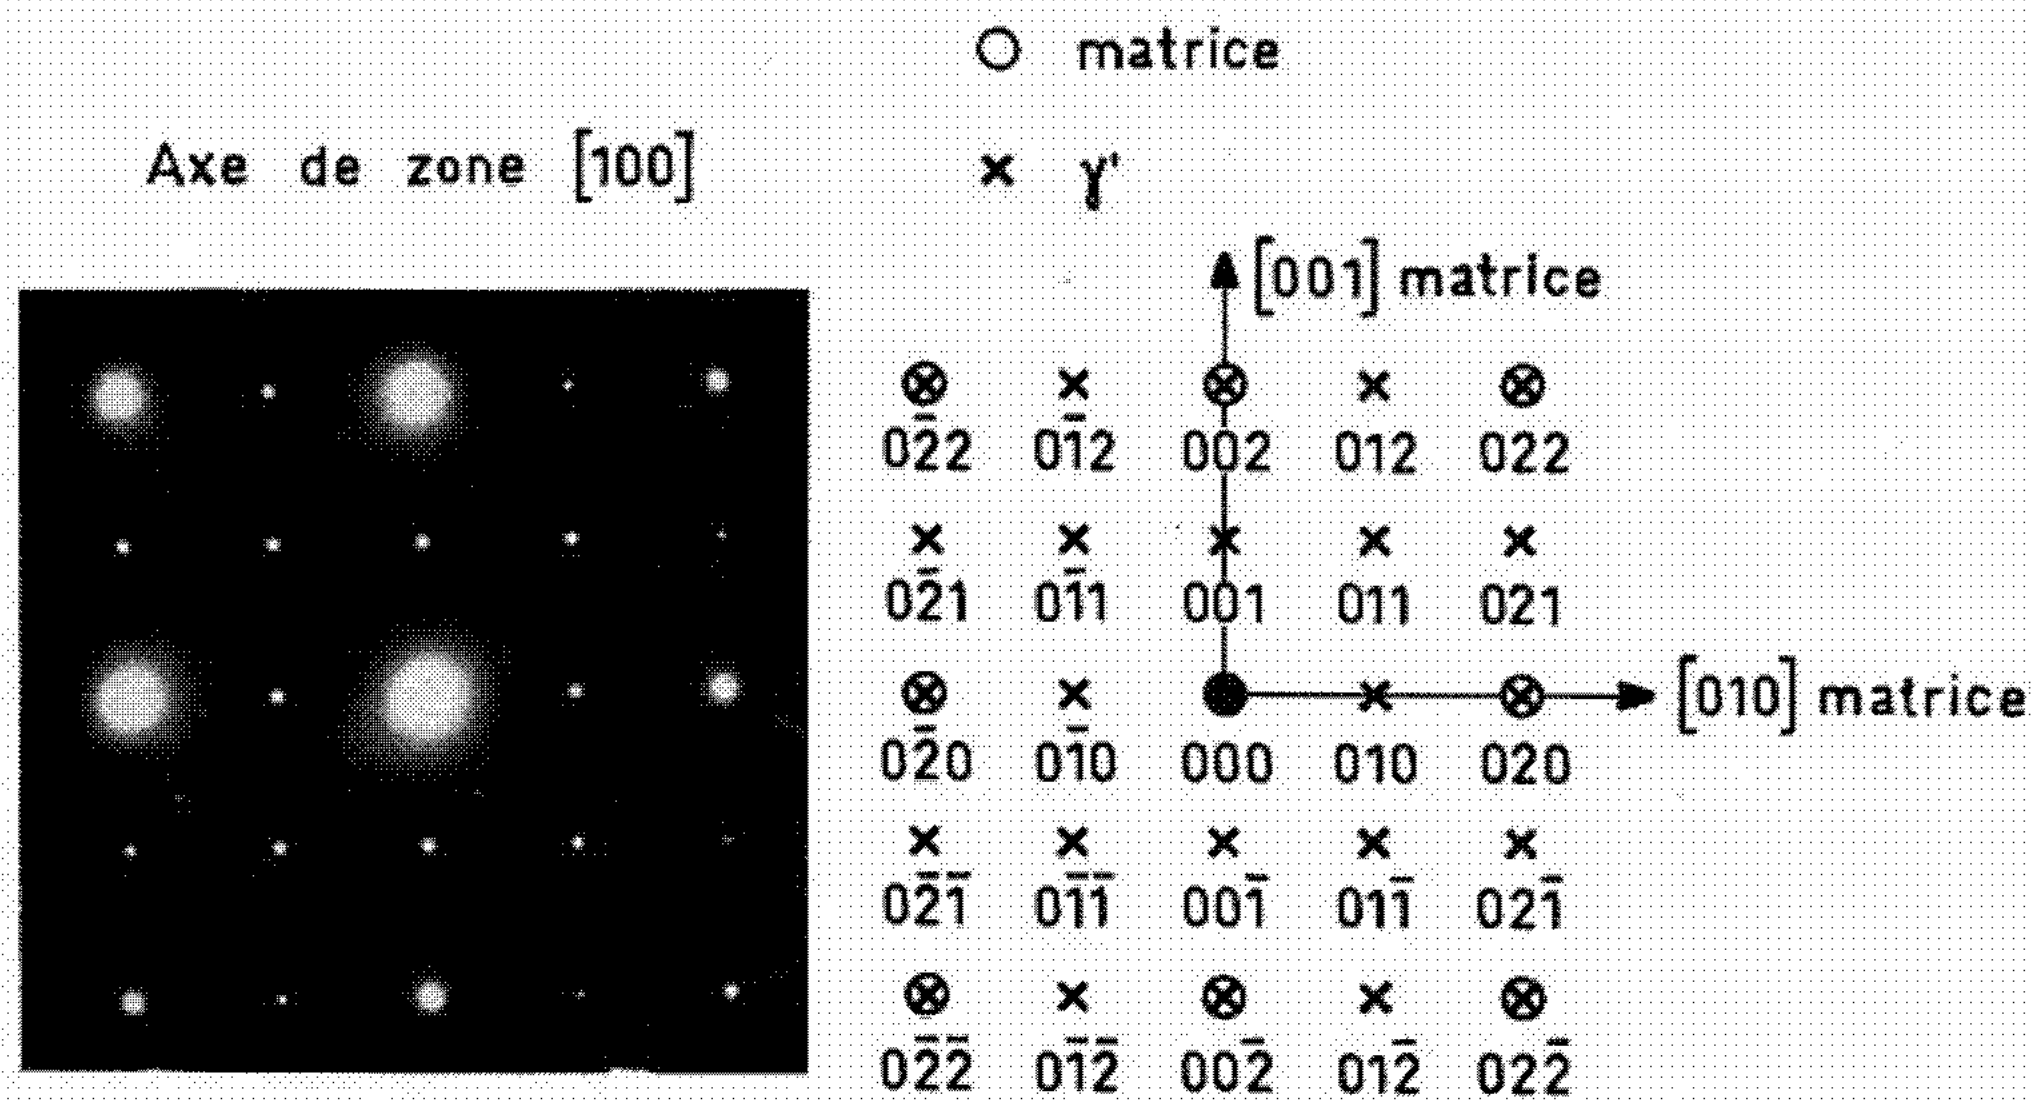 matrice
Axe de zone [100]
γ'
[001] matrice
02̅2 01̅2 002 012 022
02̅1 01̅1 001 011 021
[010] matrice
02̅0 01̅0 000 010 020
02̅1̅ 01̅1̅ 001̅ 011̅ 021̅
02̅2̅ 01̅2̅ 002̅ 012̅ 022̅